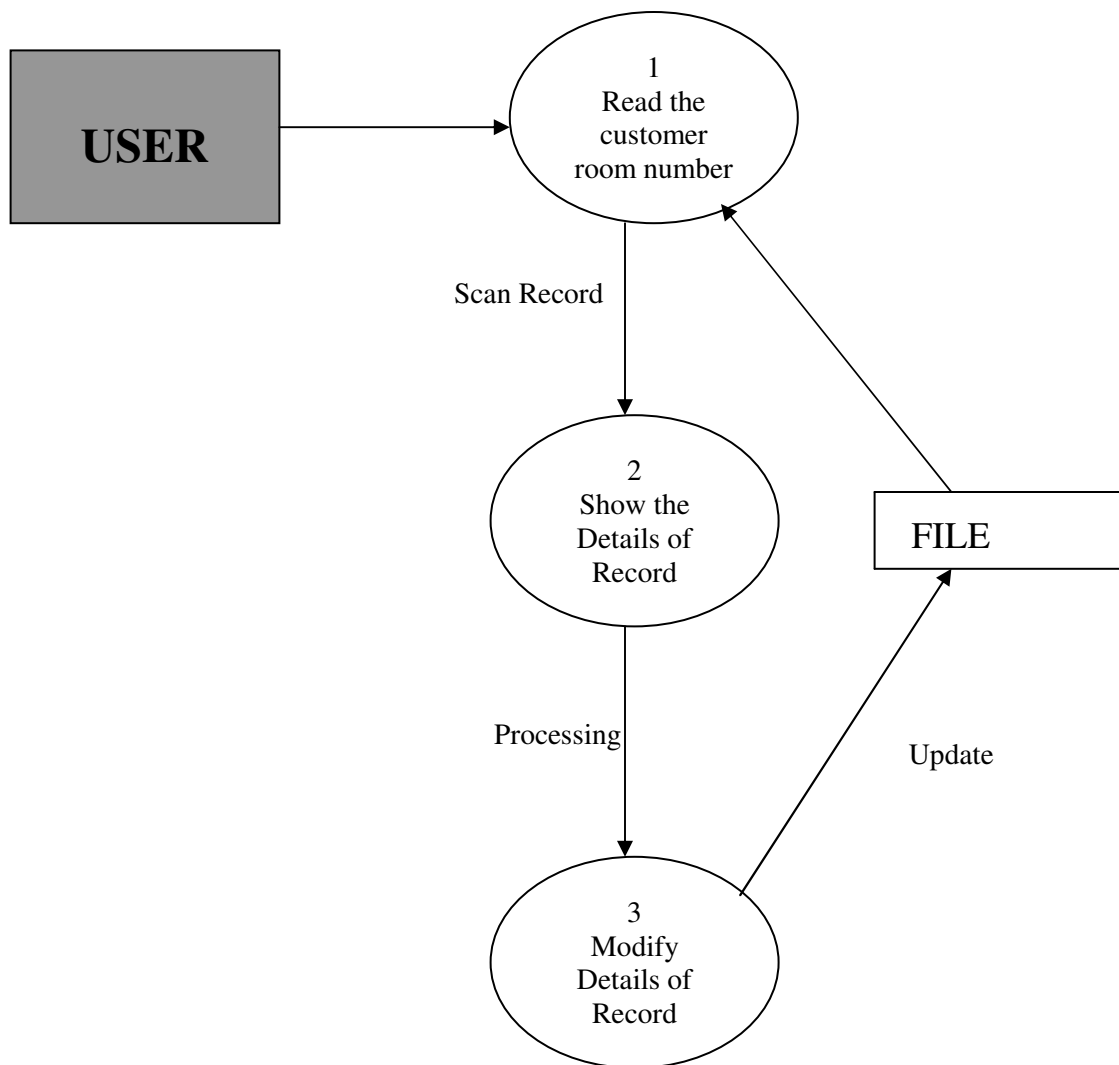 USER
1
Read the
customer
room number
Scan Record
2
Show the
Details of
Record
FILE
Processing
Update
3
Modify
Details of
Record